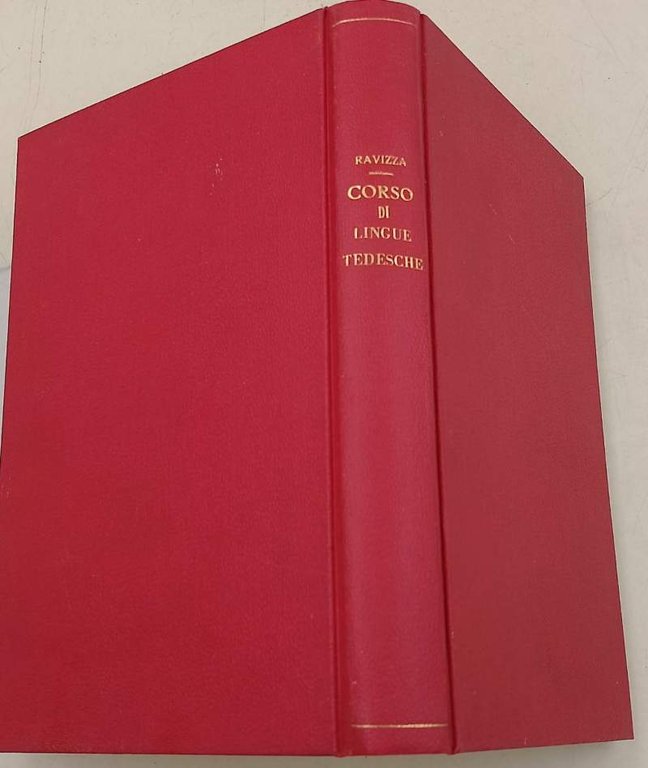 RAVIZZA
CORSO
DI
LINGUE
TEDESCHE